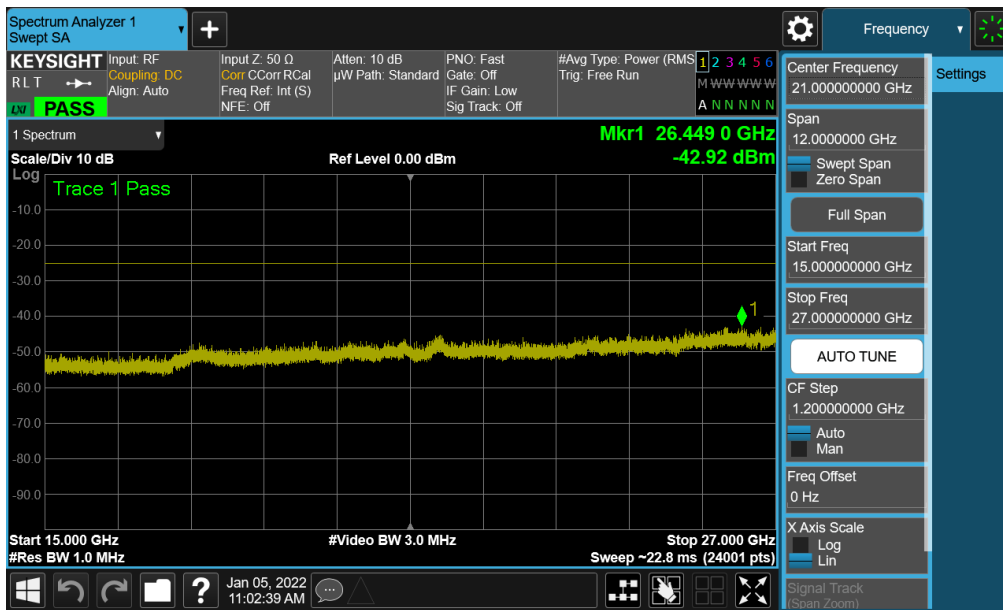 Spectrum Analyzer 1
Swept SA
Frequency
KEYSIGHT
R L T
LXI
PASS
Input: RF
Coupling: DC
Align: Auto
Input Z: 50 Ω
Corr CCorr RCal
Freq Ref: Int (S)
NFE: Off
Atten: 10 dB
µW Path: Standard
PNO: Fast
Gate: Off
IF Gain: Low
Sig Track: Off
#Avg Type: Power (RMS
Trig: Free Run
1 2 3 4 5 6
M W W W W W
A N N N N N
1 Spectrum
Scale/Div 10 dB
Ref Level 0.00 dBm
Mkr1 26.449 0 GHz
-42.92 dBm
Log
Trace 1 Pass
-10.0
-20.0
-30.0
-40.0
-50.0
-60.0
-70.0
-80.0
-90.0
1
Start 15.000 GHz
#Video BW 3.0 MHz
Stop 27.000 GHz
#Res BW 1.0 MHz
Sweep ~22.8 ms (24001 pts)
Center Frequency
21.000000000 GHz
Settings
Span
12.0000000 GHz
Swept Span
Zero Span
Full Span
Start Freq
15.000000000 GHz
Stop Freq
27.000000000 GHz
AUTO TUNE
CF Step
1.200000000 GHz
Auto
Man
Freq Offset
0 Hz
X Axis Scale
Log
Lin
Signal Track
(Span Zoom)
?
Jan 05, 2022
11:02:39 AM